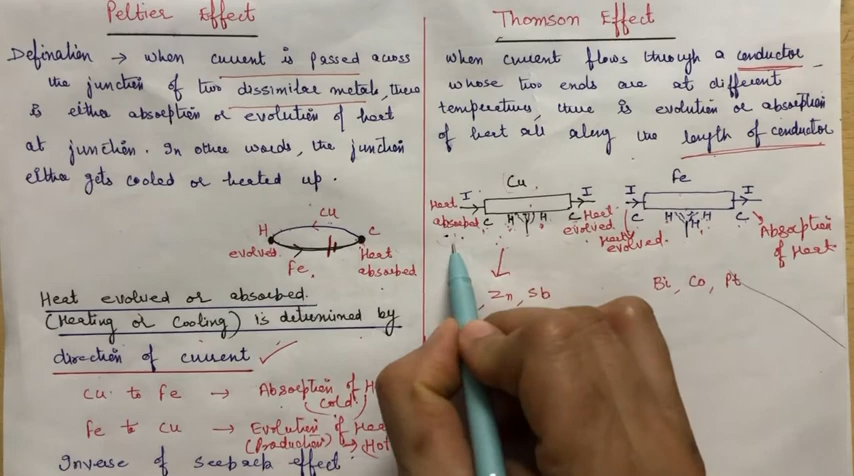 Peltier Effect
Defination → When current is passed across
the junction of two dissimilar metals, there
is either absorption or evolution of heat
at junction. In other words, the junction
either gets cooled or heated up.
Cu
H
C
evolved
Fe
Heat
absorbed
Heat evolved or absorbed
(Heating or Cooling) is determined by
direction of current ✓
Cu to Fe → Absorption of H
(Cold)
Fe to Cu → Evolution of Hea
(Production) → Hot
Inverse of seeback effect.
Thomson Effect
When current flows through a conductor
whose two ends are at different
temperatures, there is evolution or absorption
of heat all along the length of conductor
Cu
I
I
Heat
absorbed
C
H
H
C
Heat
evolved
Zn, Sb
Fe
I
I
C
H
H
H
C
Heat
evolved.
Absorption
of Heat.
Bi, Co, Pt